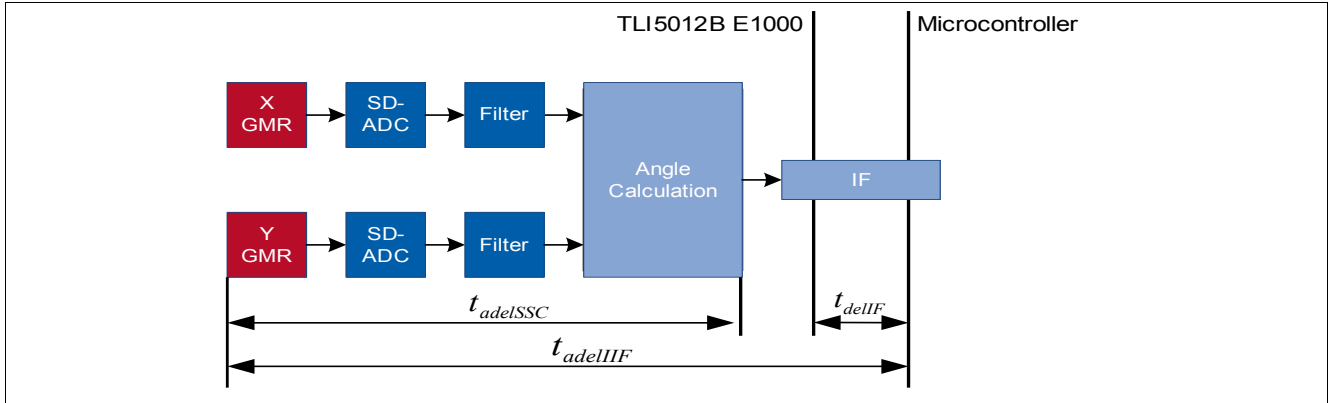 TLI5012B E1000
Microcontroller
X
GMR
SD-
ADC
Filter
Angle
Calculation
IF
Y
GMR
SD-
ADC
Filter
t_adelSSC
t_delIF
t_adelIIF